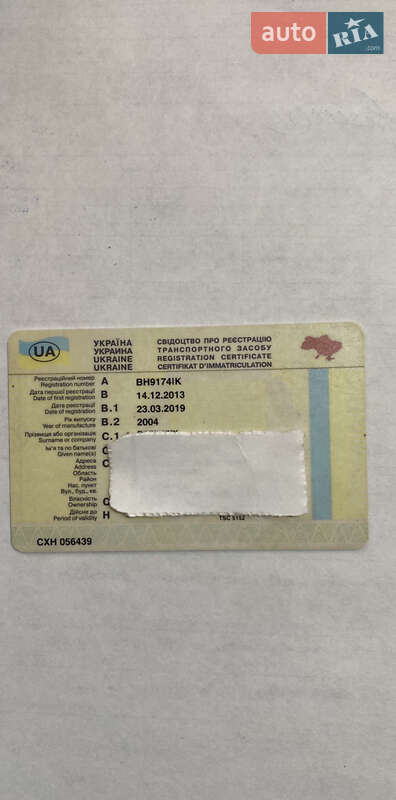 auto RIA.com
UA
УКРАЇНА
УКРАИНА
UKRAINE
СВІДОЦТВО ПРО РЕЄСТРАЦІЮ
ТРАНСПОРТНОГО ЗАСОБУ
REGISTRATION CERTIFICATE
CERTIFIKAT D'IMMATRICULATION
Реєстраційний номер
Registration number A BH9174IK
Дата першої реєстрації
Date of first registration B 14.12.2013
Дата реєстрації
Date of registration B.1 23.03.2019
Рік випуску
Year of manufacture B.2 2004
Прізвище або організація
Surname or company C.1.1
Ім'я та по батькові
Given name(s) C
Адреса
Address C
Область
Район
Нас. пункт
Вул., буд., кв.
Власність
Ownership C
Дійсне до
Period of validity H
ТSC 5152
CXH 056439